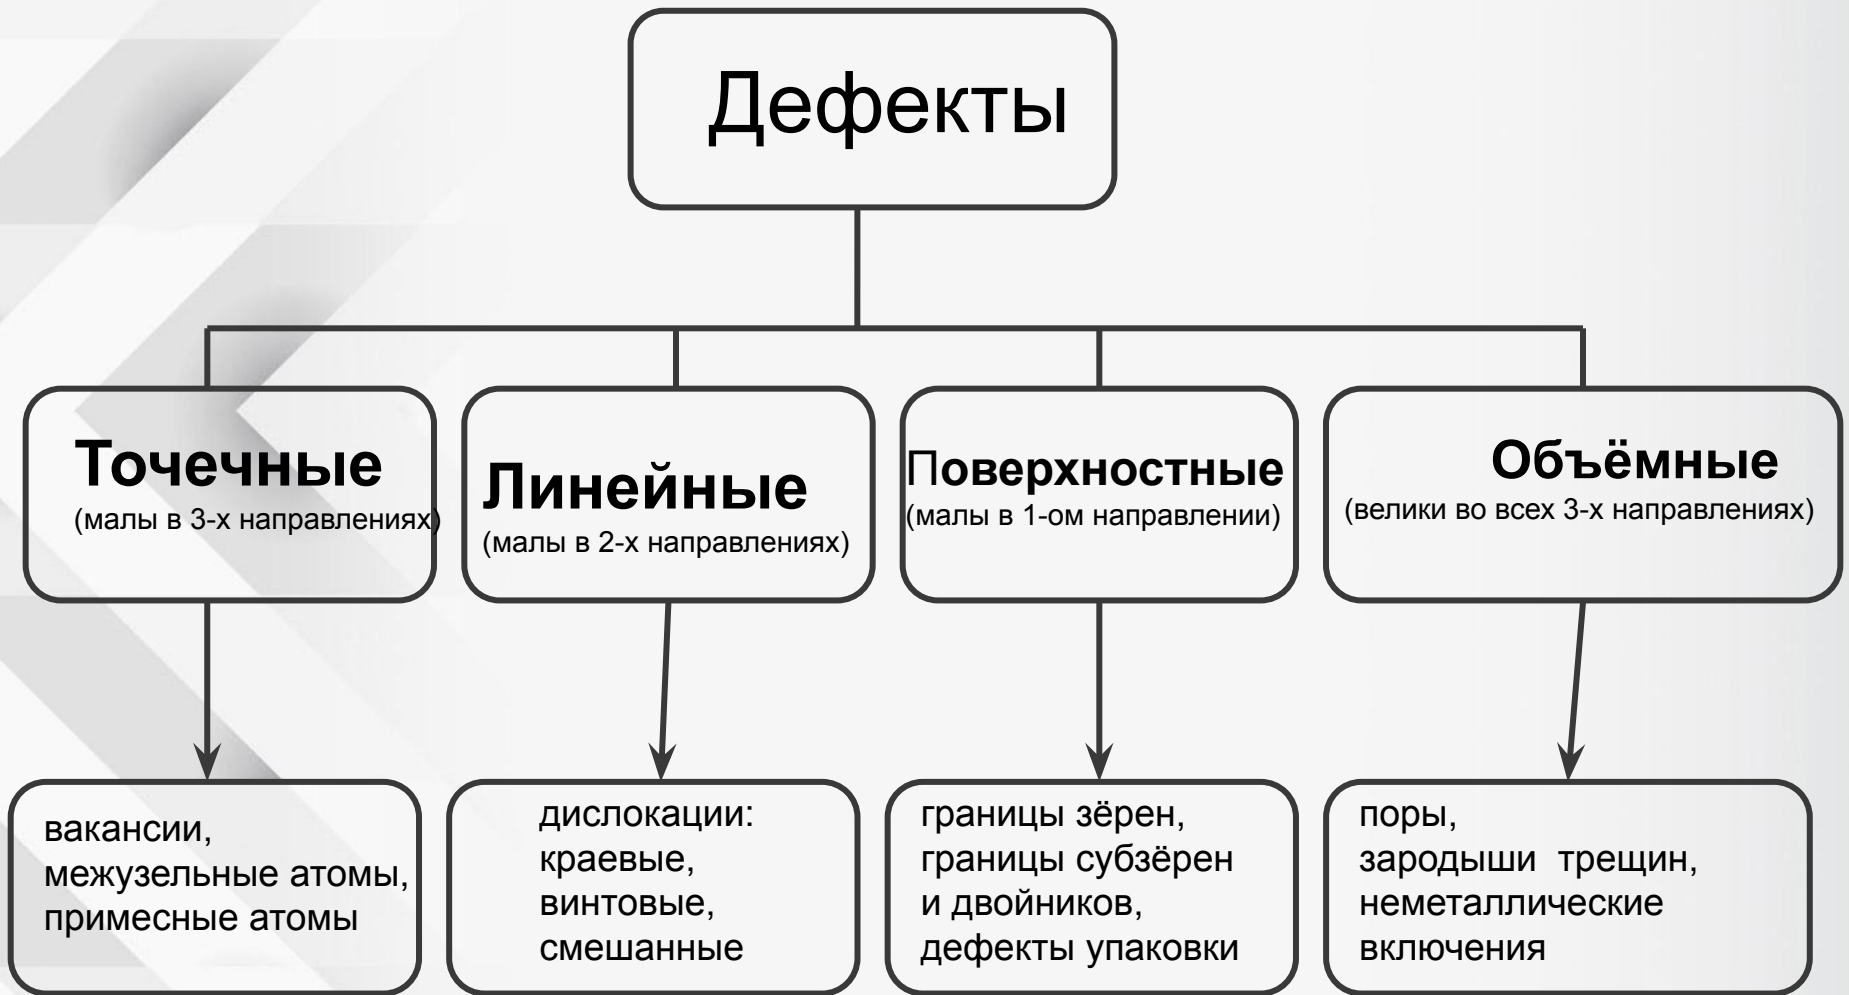 Дефекты
Точечные
(малы в 3-х направлениях)
Линейные
(малы в 2-х направлениях)
Поверхностные
(малы в 1-ом направлении)
Объёмные
(велики во всех 3-х направлениях)
вакансии,
межузельные атомы,
примесные атомы
дислокации:
краевые,
винтовые,
смешанные
границы зёрен,
границы субзёрен
и двойников,
дефекты упаковки
поры,
зародыши трещин,
неметаллические
включения